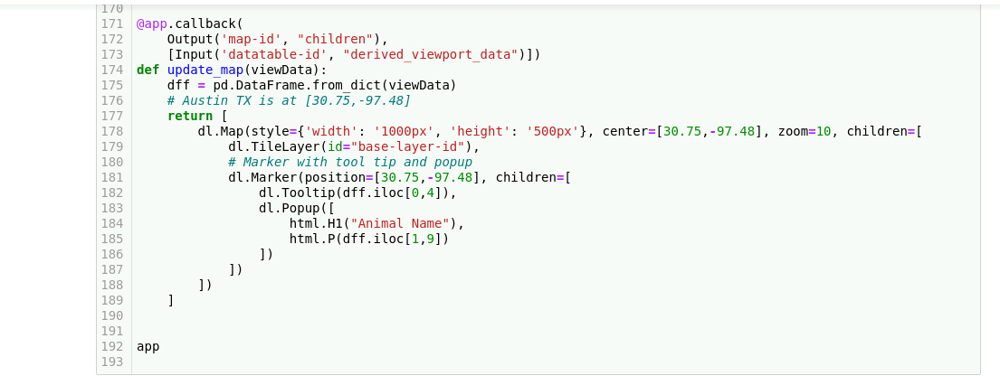 170
171 @app.callback(
172     Output('map-id', "children"),
173     [Input('datatable-id', "derived_viewport_data")])
174 def update_map(viewData):
175     dff = pd.DataFrame.from_dict(viewData)
176     # Austin TX is at [30.75,-97.48]
177     return [
178         dl.Map(style={'width': '1000px', 'height': '500px'}, center=[30.75,-97.48], zoom=10, children=[
179             dl.TileLayer(id="base-layer-id"),
180             # Marker with tool tip and popup
181             dl.Marker(position=[30.75,-97.48], children=[
182                 dl.Tooltip(dff.iloc[0,4]),
183                 dl.Popup([
184                     html.H1("Animal Name"),
185                     html.P(dff.iloc[1,9])
186                 ])
187             ])
188         ])
189     ]
190
191
192 app
193